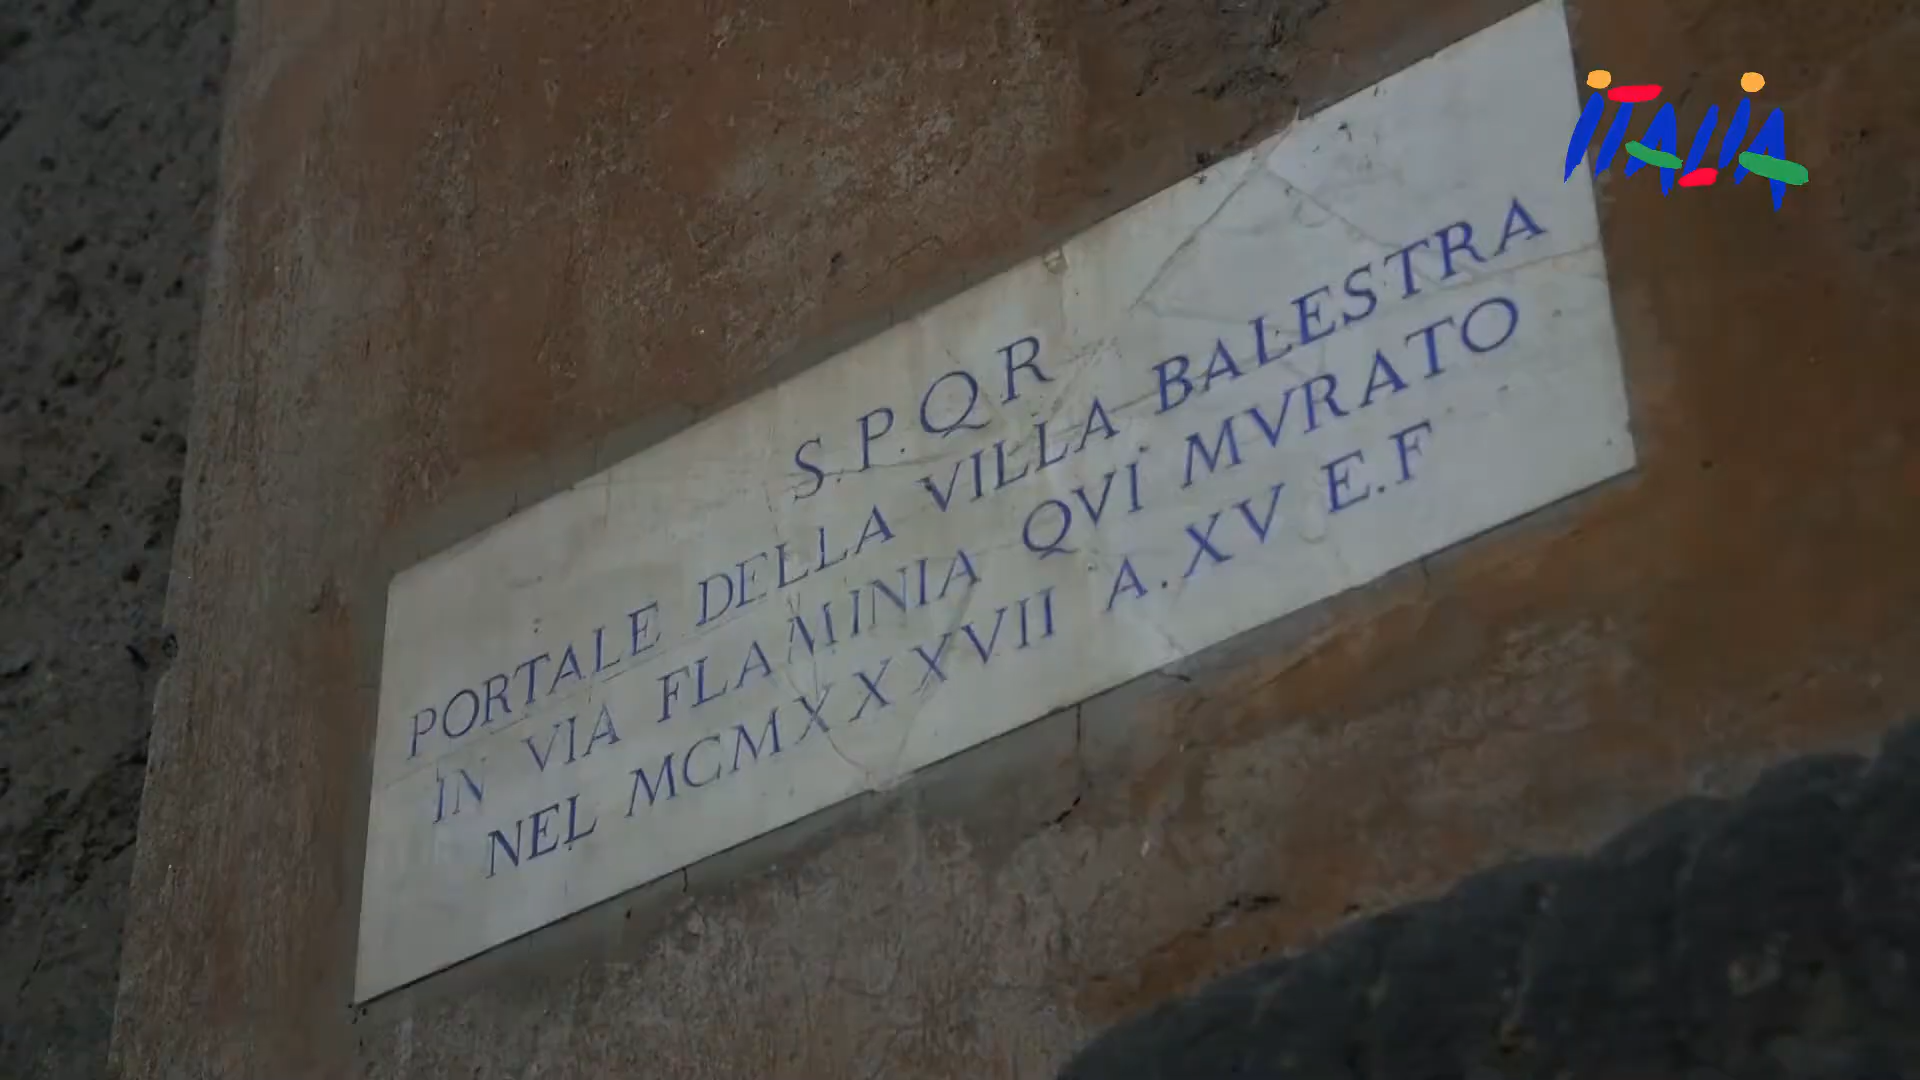 ITALIA
S.P.Q.R
PORTALE DELLA VILLA BALESTRA
IN VIA FLAMINIA QVI MVRATO
NEL MCMXXXVII A.XV E.F